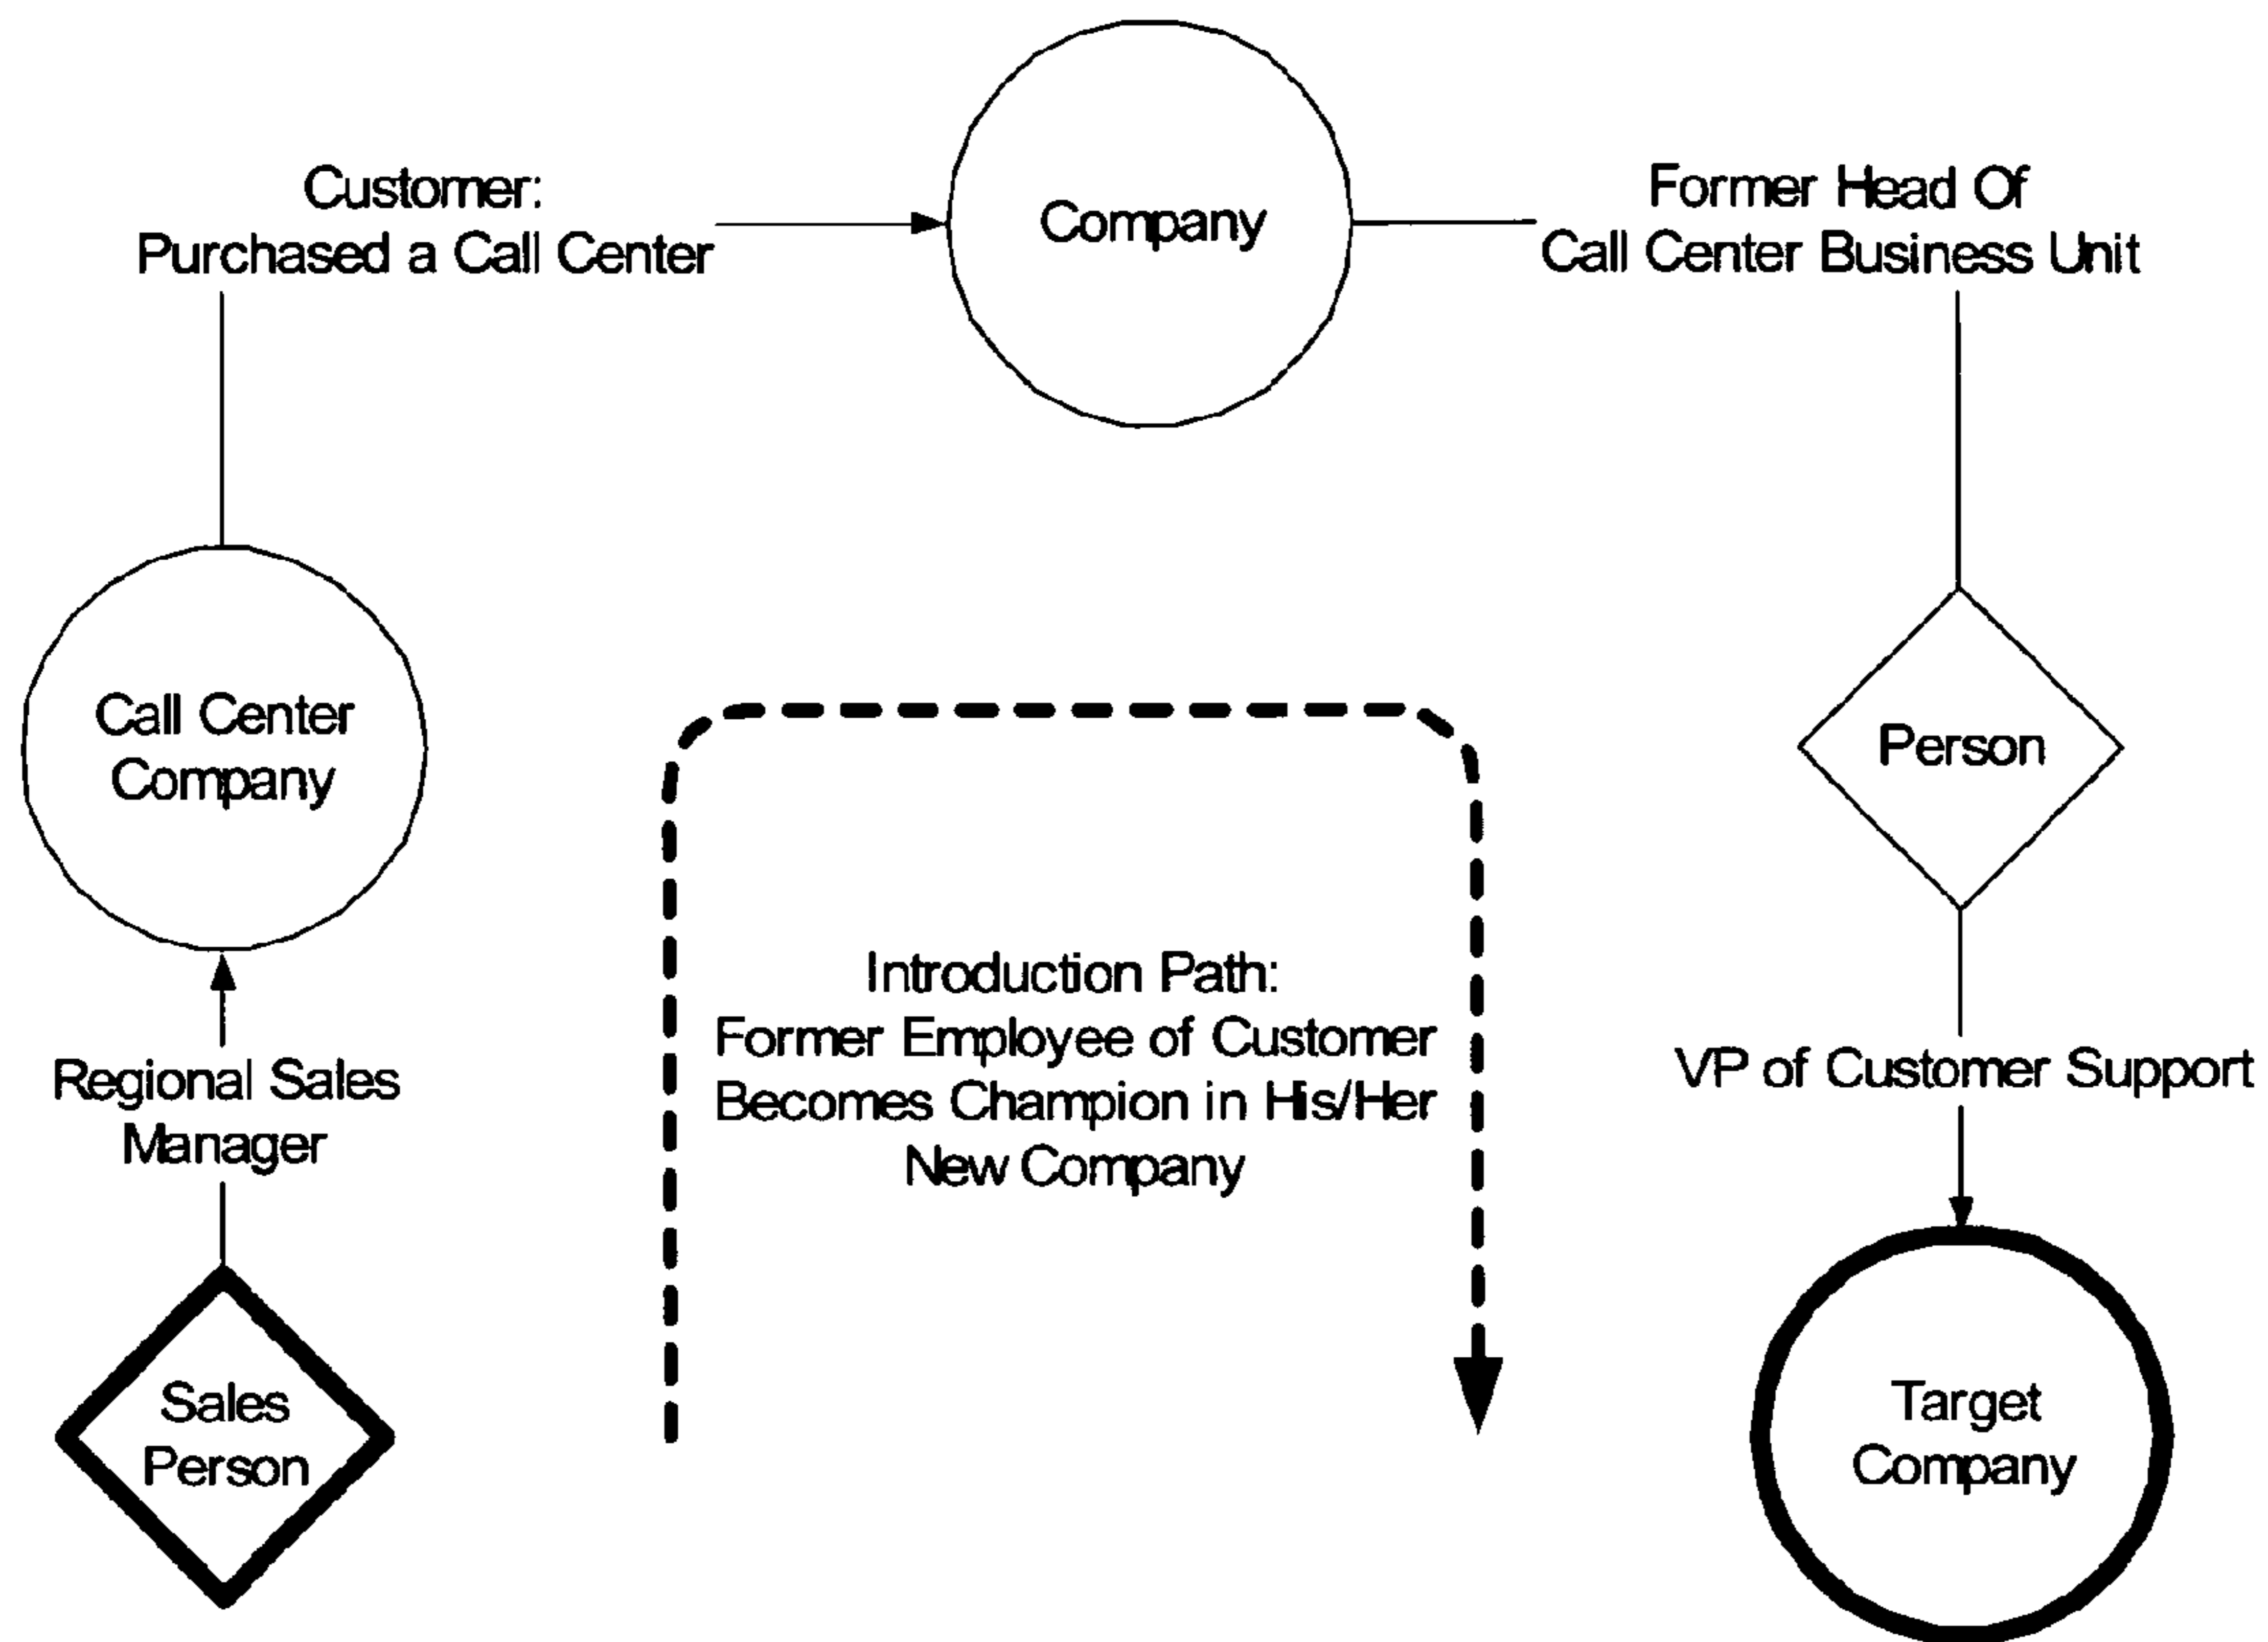 Customer:
Purchased a Call Center
Company
Former Head Of
Call Center Business Unit
Call Center
Company
Person
Introduction Path:
Former Employee of Customer
Becomes Champion in His/Her
New Company
Regional Sales
Manager
VP of Customer Support
Sales
Person
Target
Company